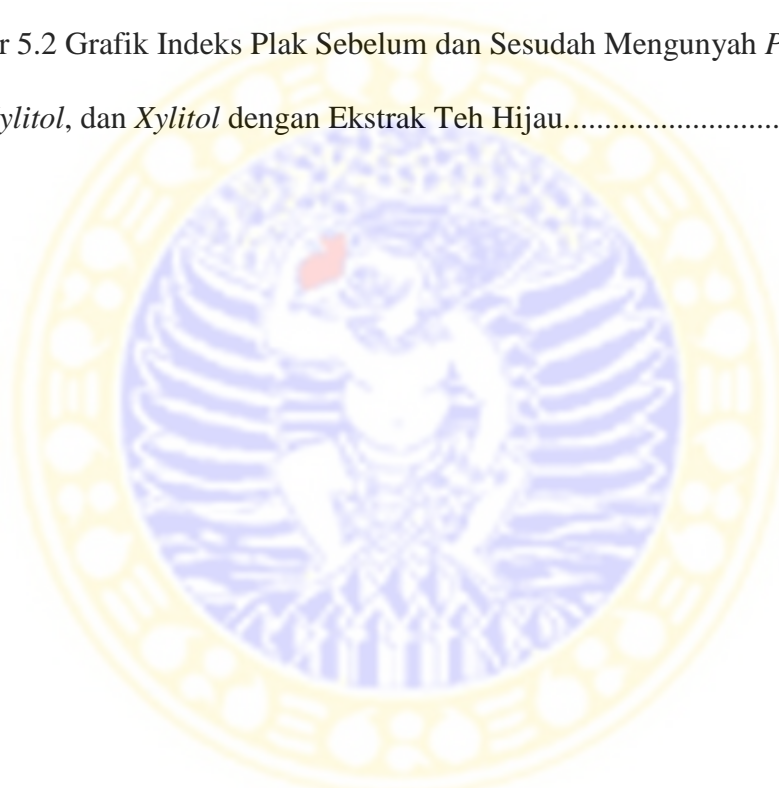 r 5.2 Grafik Indeks Plak Sebelum dan Sesudah Mengunyah P
ylitol, dan Xylitol dengan Ekstrak Teh Hijau..........................